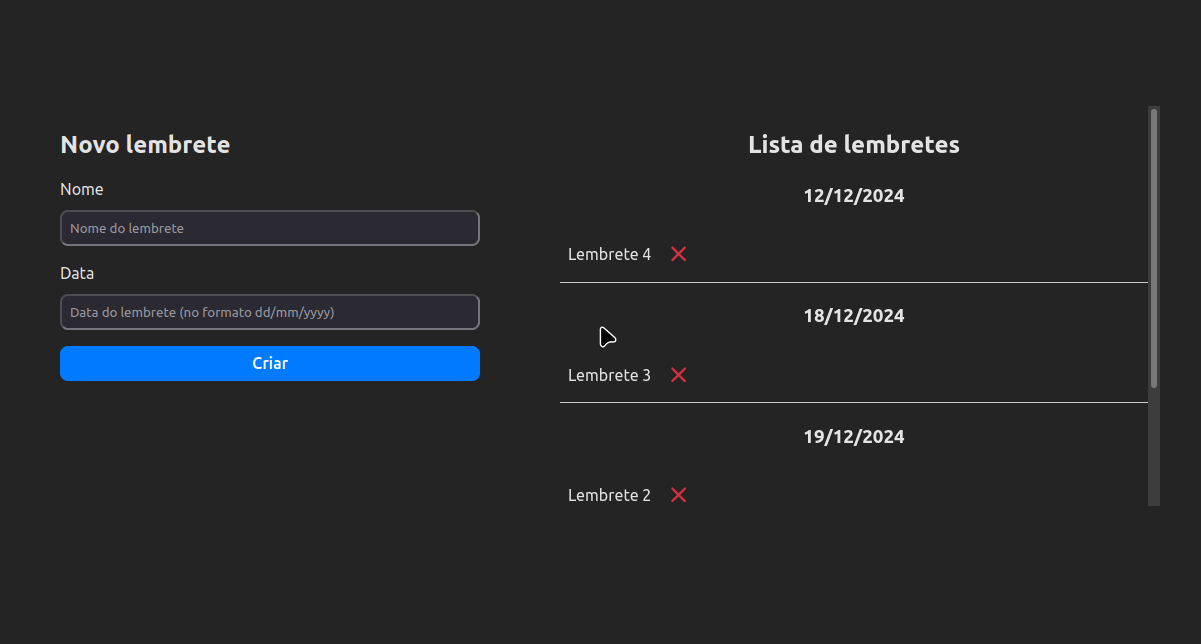 Novo lembrete
Nome
Nome do lembrete
Data
Data do lembrete (no formato dd/mm/yyyy)
Criar
Lista de lembretes
12/12/2024
Lembrete 4
18/12/2024
Lembrete 3
19/12/2024
Lembrete 2